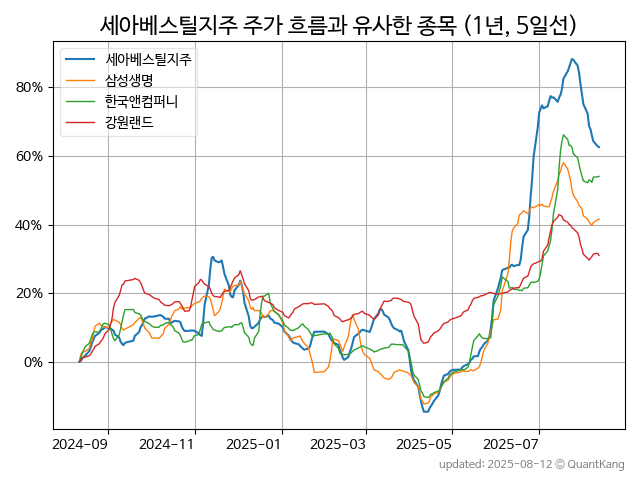 세아베스틸지주 주가 흐름과 유사한 종목 (1년, 5일선)
세아베스틸지주
삼성생명
한국앤컴퍼니
강원랜드
80%
60%
40%
20%
0%
2024-09 2024-11 2025-01 2025-03 2025-05 2025-07
updated: 2025-08-12 © QuantKang